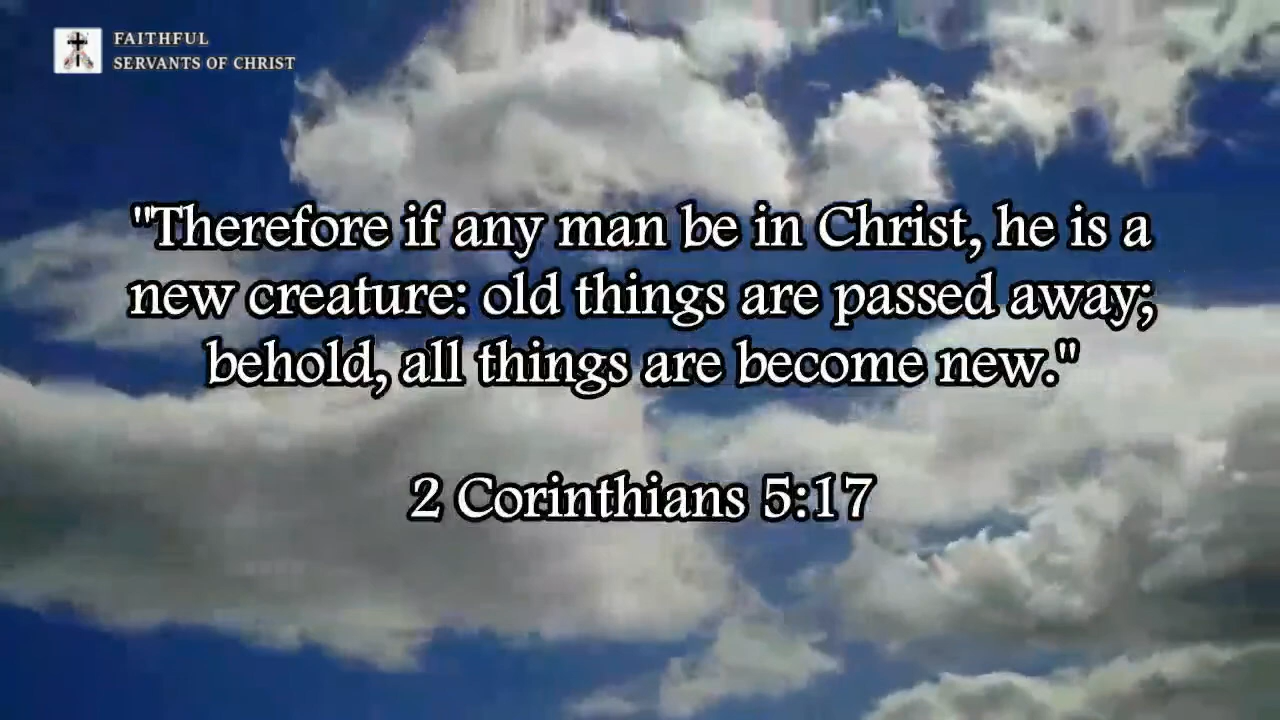 FAITHFUL
SERVANTS OF CHRIST
"Therefore if any man be in Christ, he is a
new creature: old things are passed away;
behold, all things are become new."
2 Corinthians 5:17